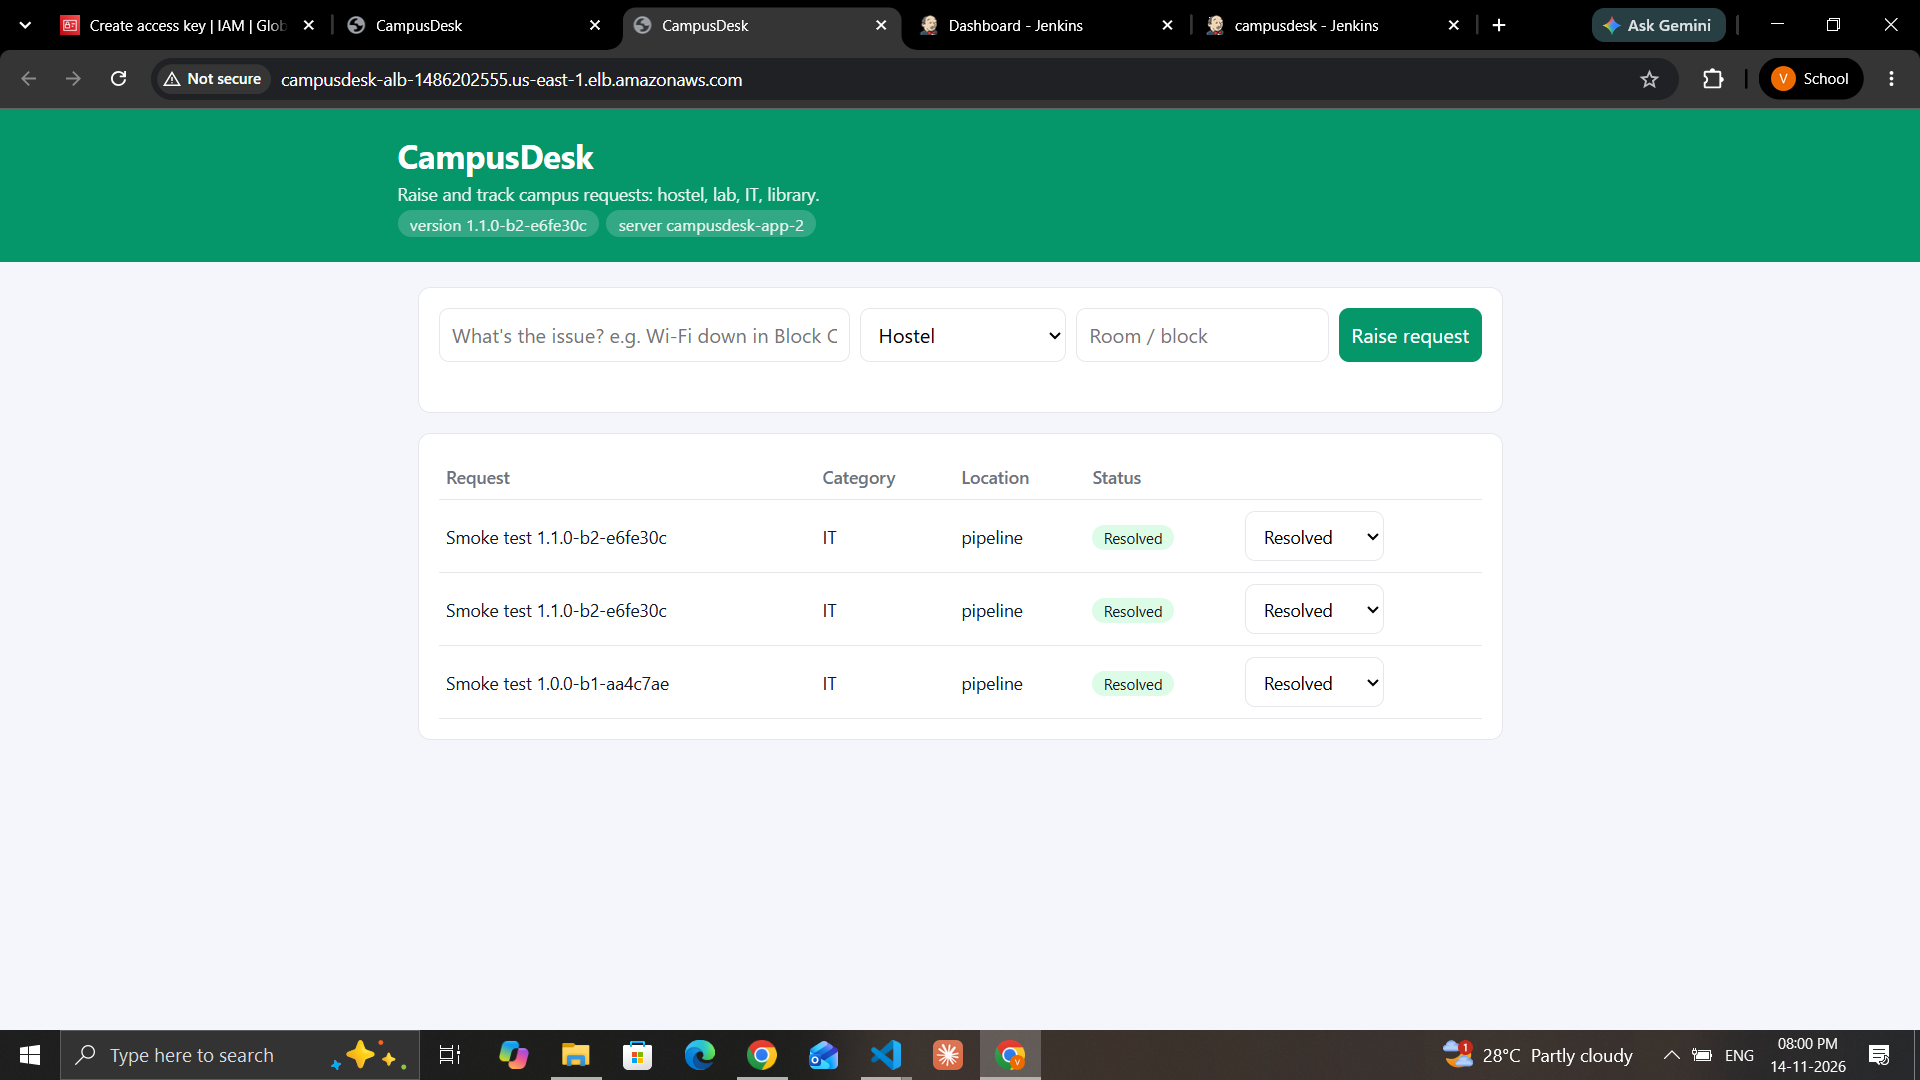 Create access key | IAM | Glob
CampusDesk
CampusDesk
Dashboard - Jenkins
campusdesk - Jenkins
Ask Gemini
Not secure
campusdesk-alb-1486202555.us-east-1.elb.amazonaws.com
V School
CampusDesk
Raise and track campus requests: hostel, lab, IT, library.
version 1.1.0-b2-e6fe30c server campusdesk-app-2
What's the issue? e.g. Wi-Fi down in Block C Hostel Room / block Raise request
Request Category Location Status
Smoke test 1.1.0-b2-e6fe30c IT pipeline Resolved Resolved
Smoke test 1.1.0-b2-e6fe30c IT pipeline Resolved Resolved
Smoke test 1.0.0-b1-aa4c7ae IT pipeline Resolved Resolved
Type here to search
1 28°C Partly cloudy
ENG
08:00 PM
14-11-2026